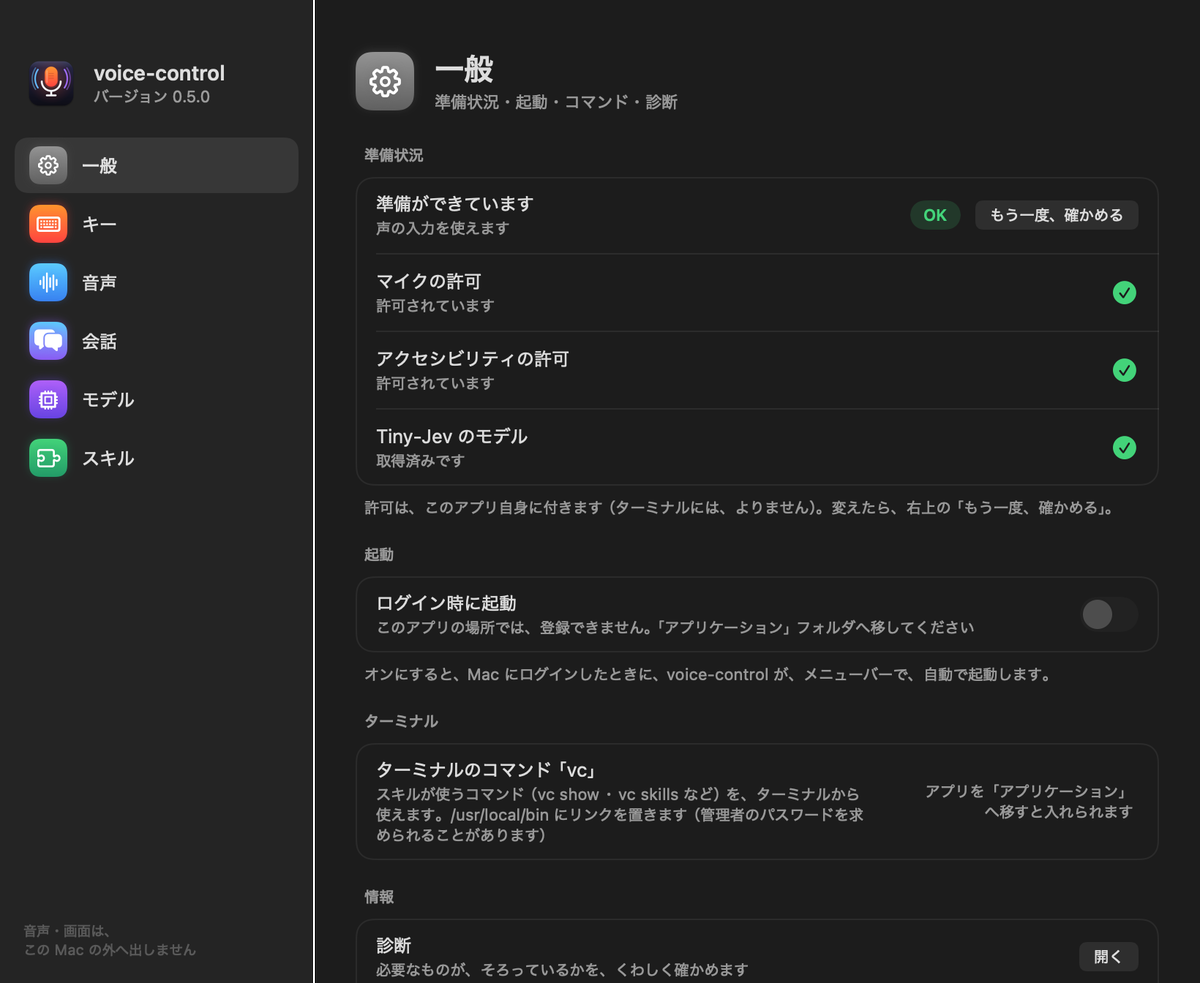 voice-control
バージョン 0.5.0
一般
キー
音声
会話
モデル
スキル
音声・画面は、
この Mac の外へ出しません
一般
準備状況・起動・コマンド・診断
準備状況
準備ができています
声の入力を使えます
OK
もう一度、確かめる
マイクの許可
許可されています
アクセシビリティの許可
許可されています
Tiny-Jev のモデル
取得済みです
許可は、このアプリ自身に付きます（ターミナルには、よりません）。変えたら、右上の「もう一度、確かめる」。
起動
ログイン時に起動
このアプリの場所では、登録できません。「アプリケーション」フォルダへ移してください
オンにすると、Mac にログインしたときに、voice-control が、メニューバーで、自動で起動します。
ターミナル
ターミナルのコマンド「vc」
スキルが使うコマンド（vc show・vc skills など）を、ターミナルから
使えます。/usr/local/bin にリンクを置きます（管理者のパスワードを求
められることがあります）
アプリを「アプリケーション」
へ移すと入れられます
情報
診断
必要なものが、そろっているかを、くわしく確かめます
開く